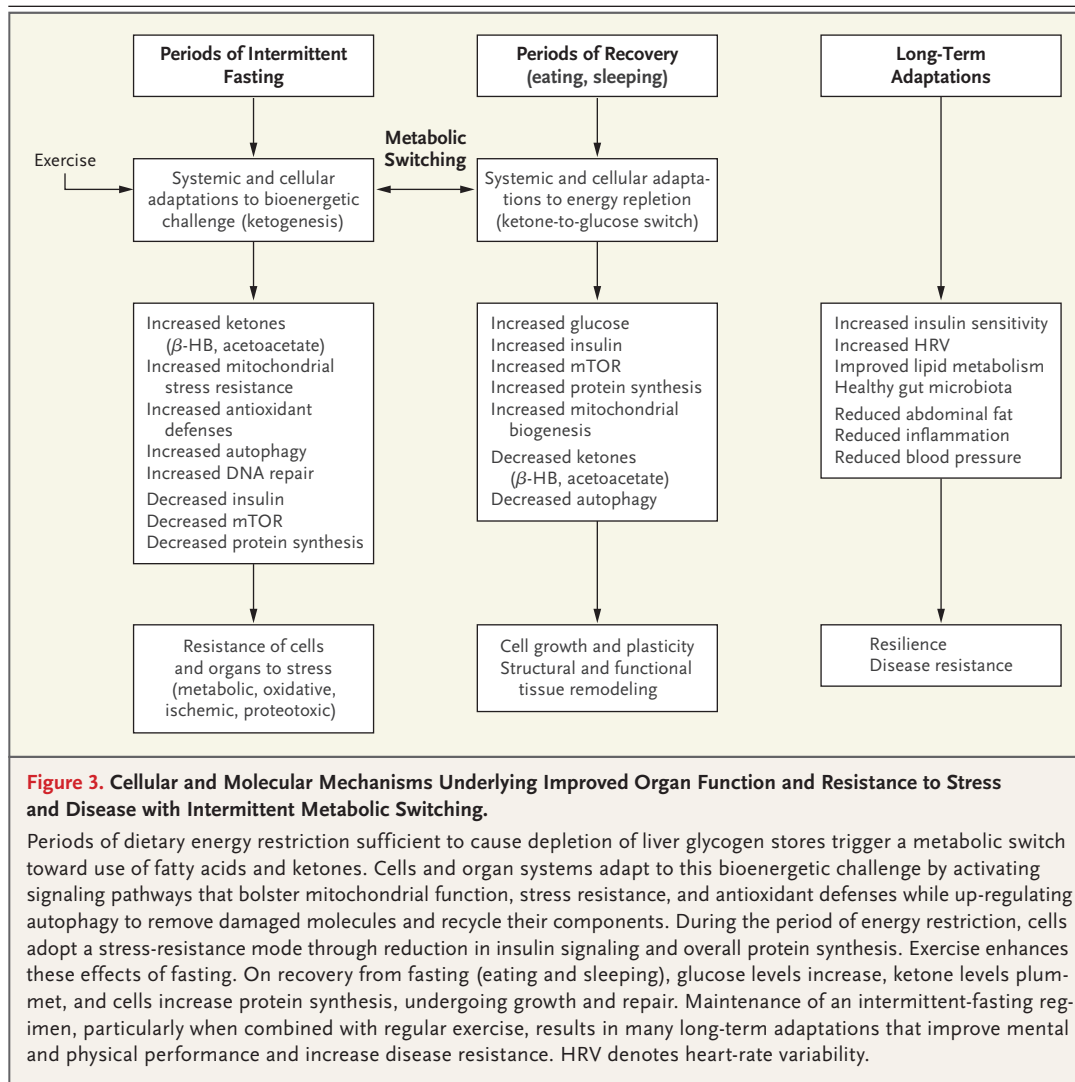 Periods of Intermittent
Fasting
Exercise
Systemic and cellular
adaptations to bioenergetic
challenge (ketogenesis)
Increased ketones
(β-HB, acetoacetate)
Increased mitochondrial
stress resistance
Increased antioxidant
defenses
Increased autophagy
Increased DNA repair
Decreased insulin
Decreased mTOR
Decreased protein synthesis
Resistance of cells
and organs to stress
(metabolic, oxidative,
ischemic, proteotoxic)
Metabolic
Switching
Periods of Recovery
(eating, sleeping)
Systemic and cellular adapta-
tions to energy repletion
(ketone-to-glucose switch)
Increased glucose
Increased insulin
Increased mTOR
Increased protein synthesis
Increased mitochondrial
biogenesis
Decreased ketones
(β-HB, acetoacetate)
Decreased autophagy
Cell growth and plasticity
Structural and functional
tissue remodeling
Long-Term
Adaptations
Increased insulin sensitivity
Increased HRV
Improved lipid metabolism
Healthy gut microbiota
Reduced abdominal fat
Reduced inflammation
Reduced blood pressure
Resilience
Disease resistance
Figure 3. Cellular and Molecular Mechanisms Underlying Improved Organ Function and Resistance to Stress
and Disease with Intermittent Metabolic Switching.
Periods of dietary energy restriction sufficient to cause depletion of liver glycogen stores trigger a metabolic switch
toward use of fatty acids and ketones. Cells and organ systems adapt to this bioenergetic challenge by activating
signaling pathways that bolster mitochondrial function, stress resistance, and antioxidant defenses while up-regulating
autophagy to remove damaged molecules and recycle their components. During the period of energy restriction, cells
adopt a stress-resistance mode through reduction in insulin signaling and overall protein synthesis. Exercise enhances
these effects of fasting. On recovery from fasting (eating and sleeping), glucose levels increase, ketone levels plum-
met, and cells increase protein synthesis, undergoing growth and repair. Maintenance of an intermittent-fasting reg-
imen, particularly when combined with regular exercise, results in many long-term adaptations that improve mental
and physical performance and increase disease resistance. HRV denotes heart-rate variability.